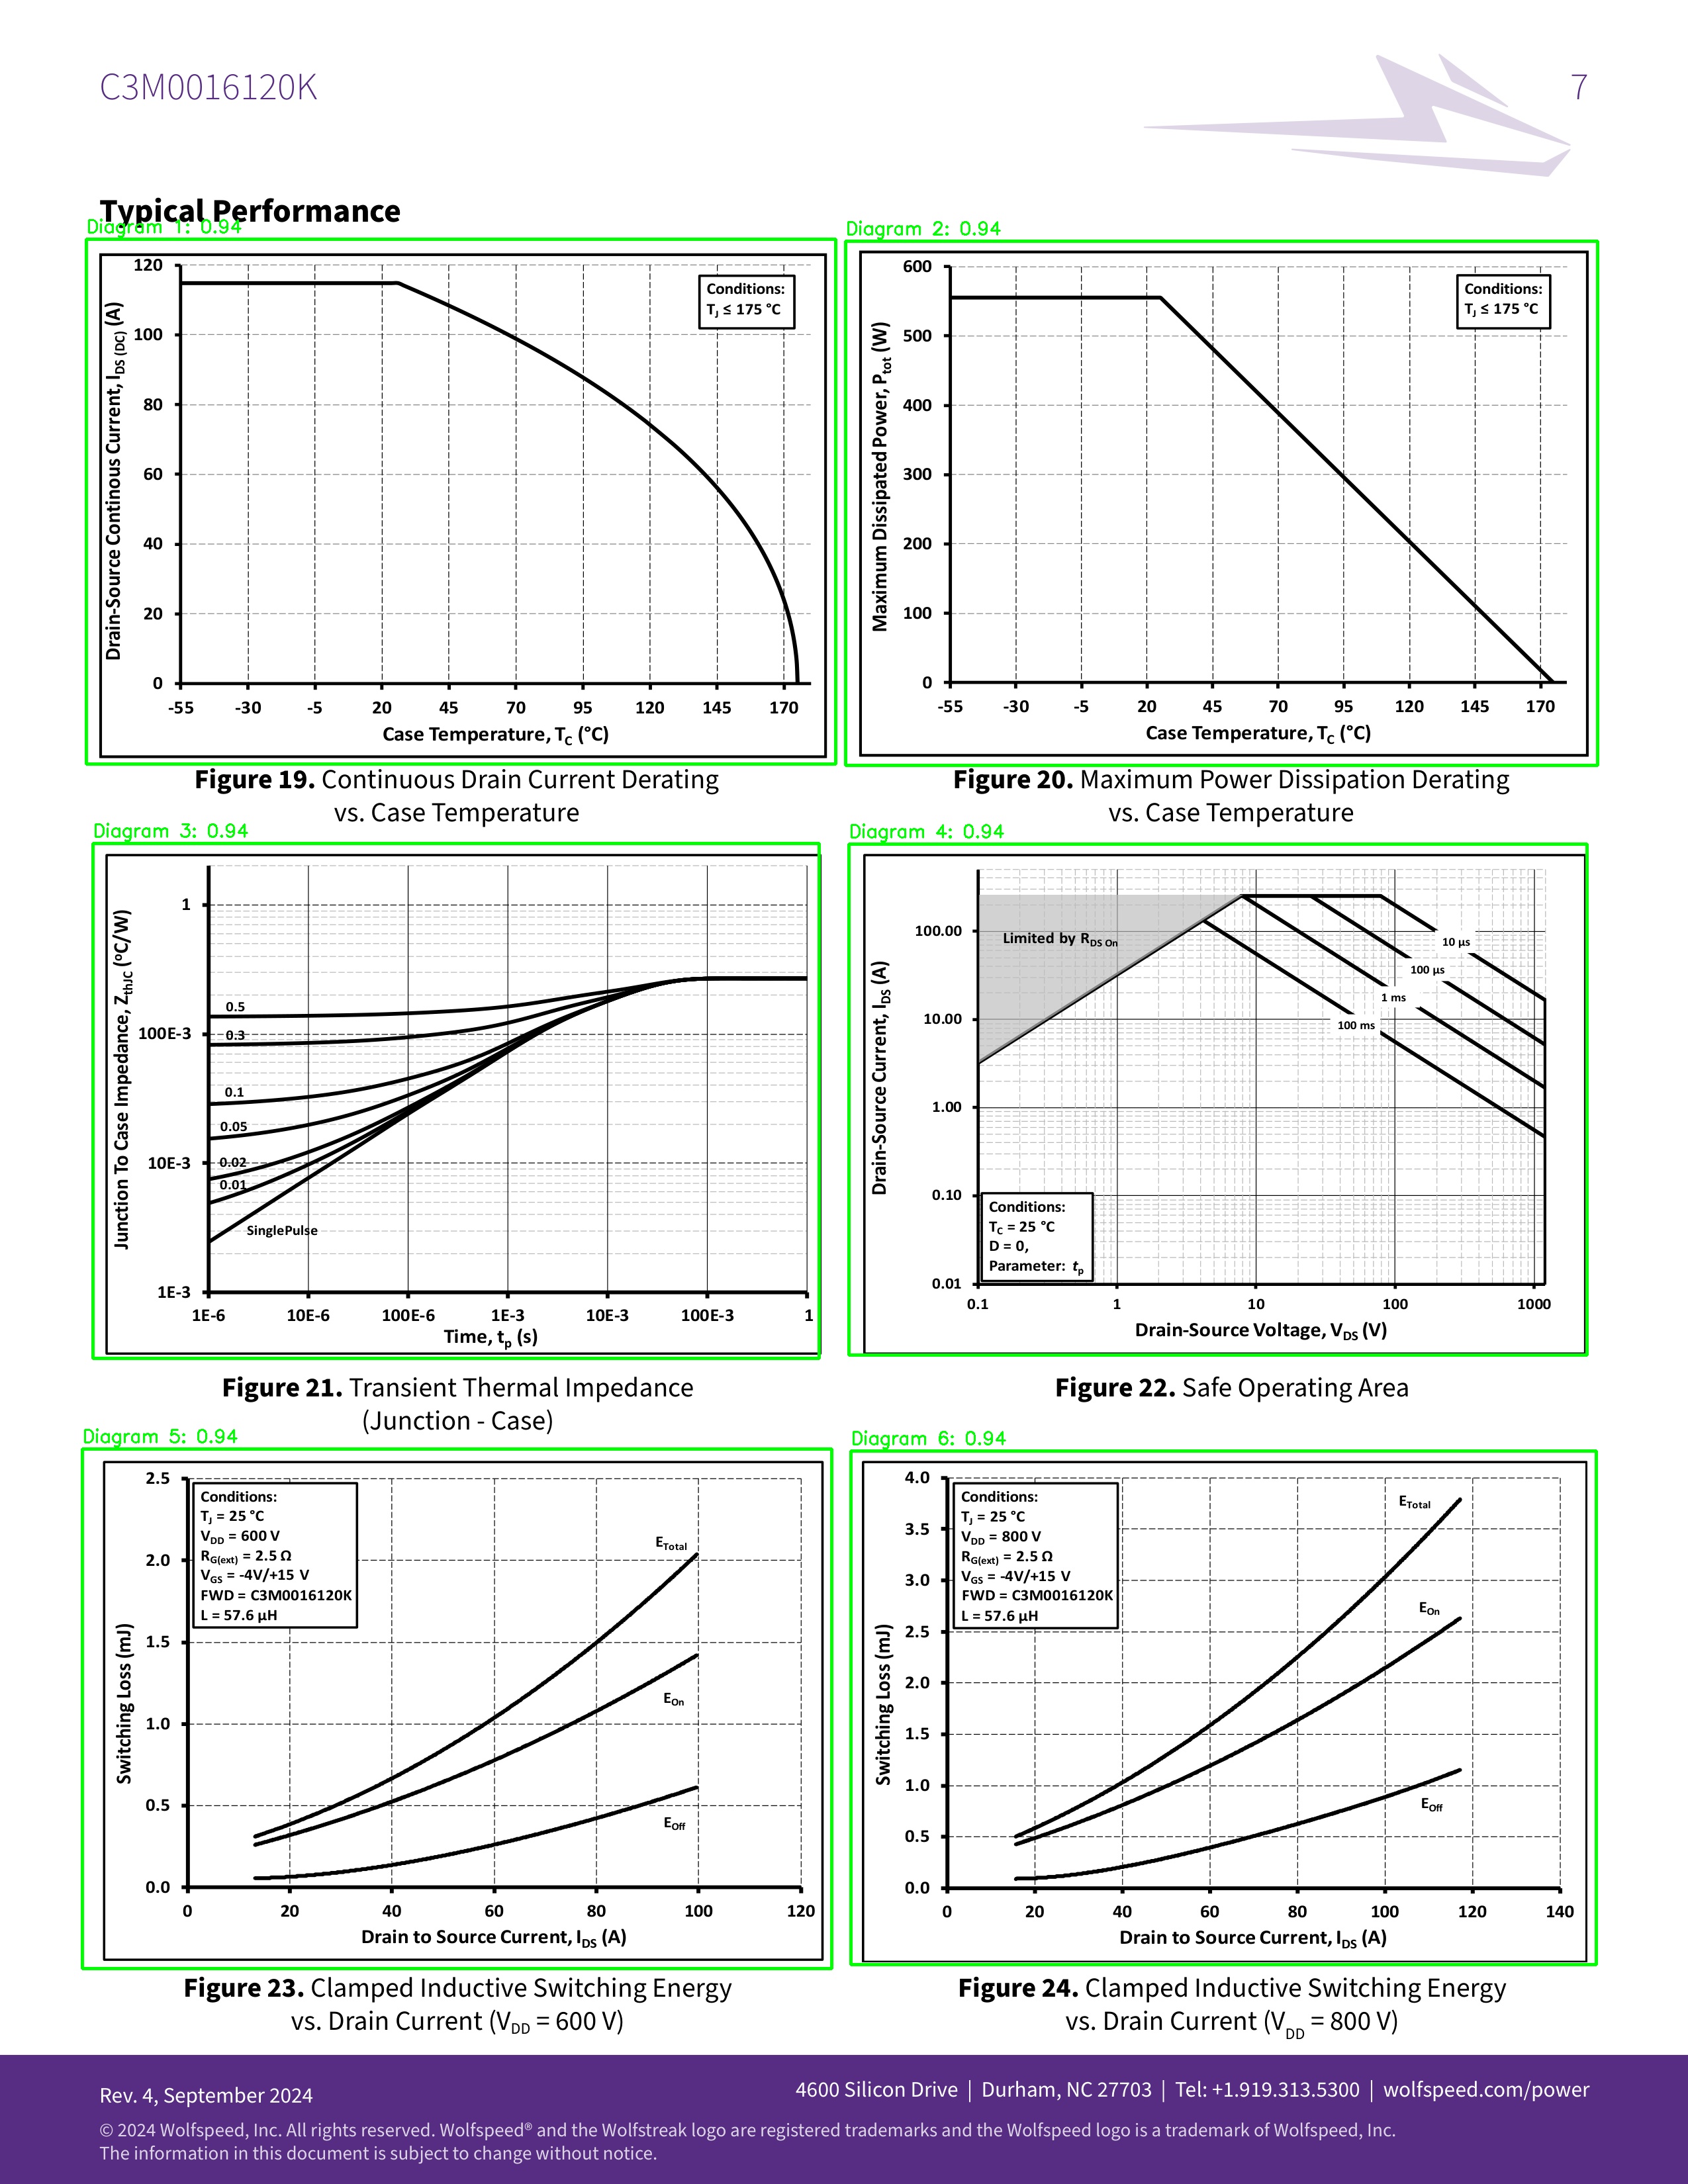 C3M0016120K
7
Typical Performance
Diagram 1: 0.94
120
100
80
60
40
20
0
-55 -30 -5 20 45 70 95 120 145 170
Drain-Source Continous Current, IDS (DC) (A)
Case Temperature, TC (°C)
Conditions:
TJ ≤ 175 °C
Figure 19. Continuous Drain Current Derating
vs. Case Temperature
Diagram 2: 0.94
600
500
400
300
200
100
0
-55 -30 -5 20 45 70 95 120 145 170
Maximum Dissipated Power, Ptot (W)
Case Temperature, TC (°C)
Conditions:
TJ ≤ 175 °C
Figure 20. Maximum Power Dissipation Derating
vs. Case Temperature
Diagram 3: 0.94
1
100E-3
10E-3
1E-3
0.5
0.3
0.1
0.05
0.02
0.01
SinglePulse
1E-6 10E-6 100E-6 1E-3 10E-3 100E-3 1
Junction To Case Impedance, ZthJC (°C/W)
Time, tp (s)
Figure 21. Transient Thermal Impedance
(Junction - Case)
Diagram 4: 0.94
100.00
10.00
1.00
0.10
0.01
Limited by RDS On
10 µs
100 µs
1 ms
100 ms
Conditions:
TC = 25 °C
D = 0,
Parameter: tp
0.1 1 10 100 1000
Drain-Source Current, IDS (A)
Drain-Source Voltage, VDS (V)
Figure 22. Safe Operating Area
Diagram 5: 0.94
2.5
2.0
1.5
1.0
0.5
0.0
Conditions:
TJ = 25 °C
VDD = 600 V
RG(ext) = 2.5 Ω
VGS = -4V/+15 V
FWD = C3M0016120K
L = 57.6 µH
ETotal
EOn
EOff
0 20 40 60 80 100 120
Switching Loss (mJ)
Drain to Source Current, IDS (A)
Figure 23. Clamped Inductive Switching Energy
vs. Drain Current (VDD = 600 V)
Diagram 6: 0.94
4.0
3.5
3.0
2.5
2.0
1.5
1.0
0.5
0.0
Conditions:
TJ = 25 °C
VDD = 800 V
RG(ext) = 2.5 Ω
VGS = -4V/+15 V
FWD = C3M0016120K
L = 57.6 µH
ETotal
EOn
EOff
0 20 40 60 80 100 120 140
Switching Loss (mJ)
Drain to Source Current, IDS (A)
Figure 24. Clamped Inductive Switching Energy
vs. Drain Current (VDD = 800 V)
Rev. 4, September 2024
4600 Silicon Drive | Durham, NC 27703 | Tel: +1.919.313.5300 | wolfspeed.com/power
© 2024 Wolfspeed, Inc. All rights reserved. Wolfspeed® and the Wolfstreak logo are registered trademarks and the Wolfspeed logo is a trademark of Wolfspeed, Inc.
The information in this document is subject to change without notice.